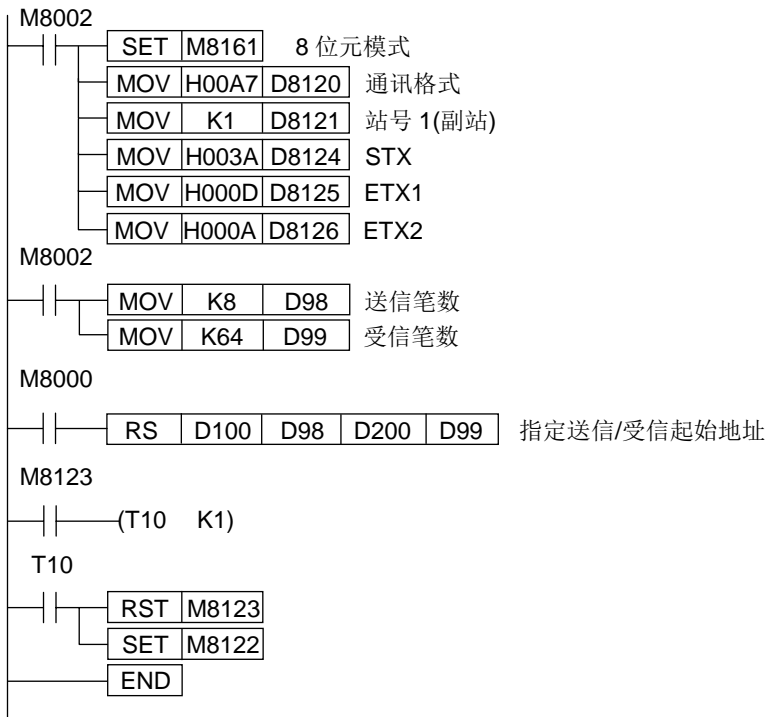 M8002
SET M8161 8 位元模式
MOV H00A7 D8120 通讯格式
MOV K1 D8121 站号 1(副站)
MOV H003A D8124 STX
MOV H000D D8125 ETX1
MOV H000A D8126 ETX2
M8002
MOV K8 D98 送信笔数
MOV K64 D99 受信笔数
M8000
RS D100 D98 D200 D99 指定送信/受信起始地址
M8123
(T10 K1)
T10
RST M8123
SET M8122
END